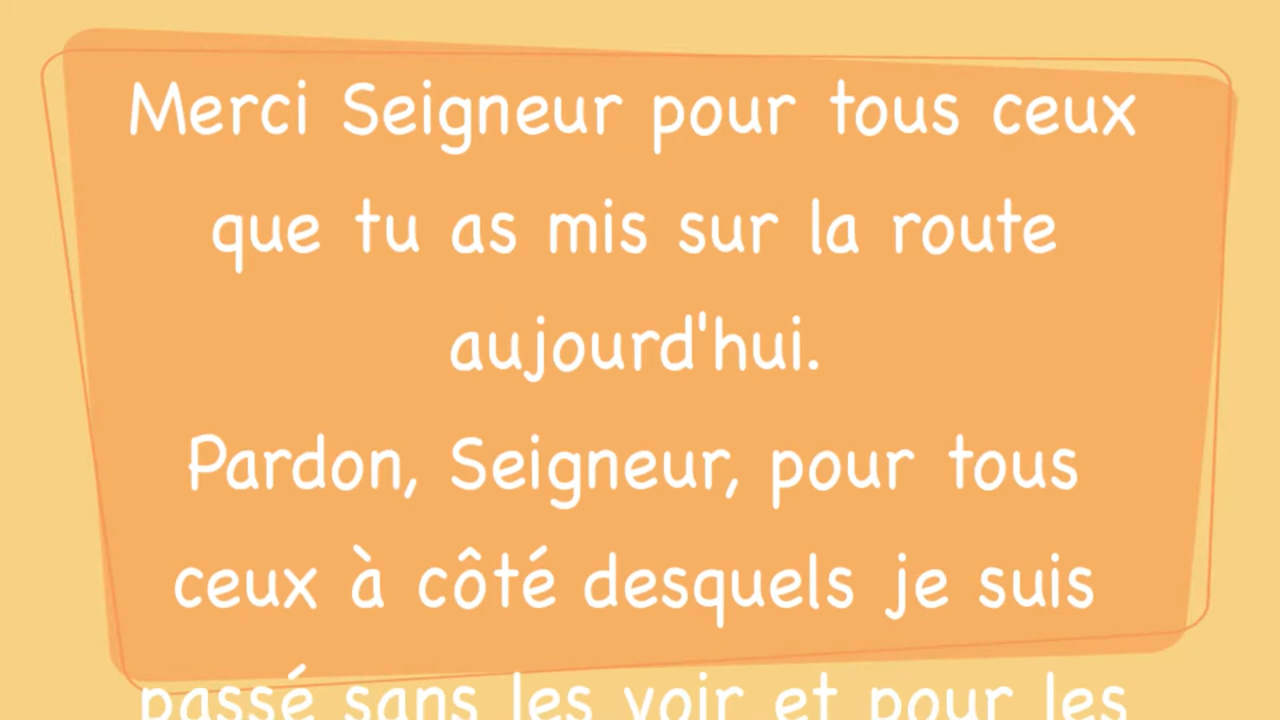 Merci Seigneur pour tous ceux
que tu as mis sur la route
aujourd'hui.
Pardon, Seigneur, pour tous
ceux à côté desquels je suis
passé sans les voir et pour les